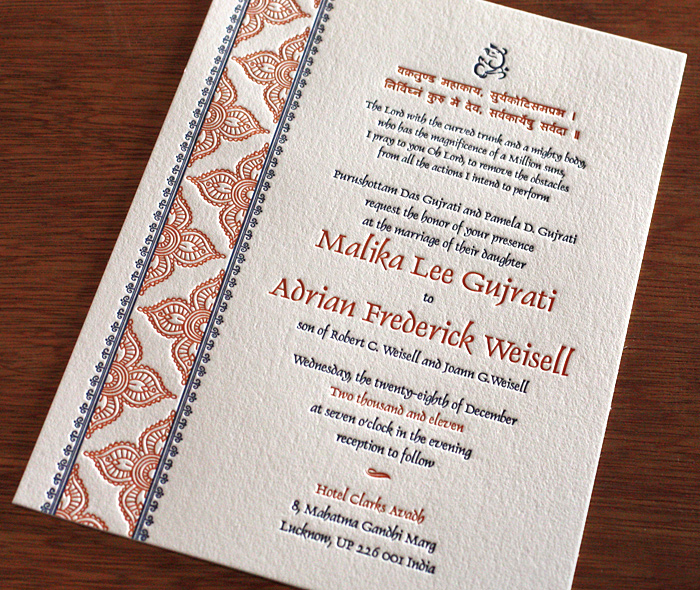 वक्रतुण्ड महाकाय, सुर्यकोटिसमप्रभ ।
निर्विघ्नं कुरु मे देव, सर्वकार्येषु सर्वदा ॥
The Lord with the curved trunk and a mighty body,
who has the magnificence of a Million suns,
I pray to you Oh Lord, to remove the obstacles
from all the actions I intend to perform
Purushottam Das Gujrati and Pamela D. Gujrati
request the honor of your presence
at the marriage of their daughter
Malika Lee Gujrati
to
Adrian Frederick Weisell
son of Robert C. Weisell and Joann G.Weisell
Wednesday, the twenty-eighth of December
Two thousand and eleven
at seven o'clock in the evening
reception to follow
Hotel Clarks Avadh
8, Mahatma Gandhi Marg
Lucknow, UP 226 001 India